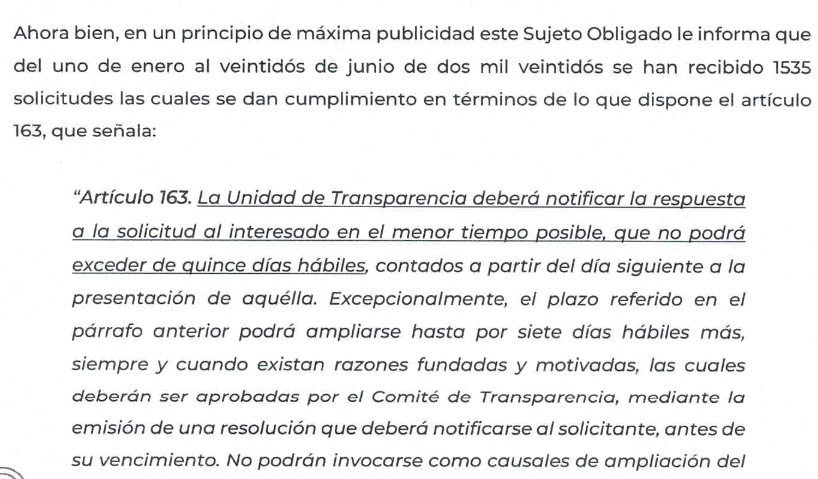 Ahora bien, en un principio de máxima publicidad este Sujeto Obligado le informa que
del uno de enero al veintidós de junio de dos mil veintidós se han recibido 1535
solicitudes las cuales se dan cumplimiento en términos de lo que dispone el artículo
163, que señala:
“Artículo 163. La Unidad de Transparencia deberá notificar la respuesta
a la solicitud al interesado en el menor tiempo posible, que no podrá
exceder de quince días hábiles, contados a partir del día siguiente a la
presentación de aquélla. Excepcionalmente, el plazo referido en el
párrafo anterior podrá ampliarse hasta por siete días hábiles más,
siempre y cuando existan razones fundadas y motivadas, las cuales
deberán ser aprobadas por el Comité de Transparencia, mediante la
emisión de una resolución que deberá notificarse al solicitante, antes de
su vencimiento. No podrán invocarse como causales de ampliación del